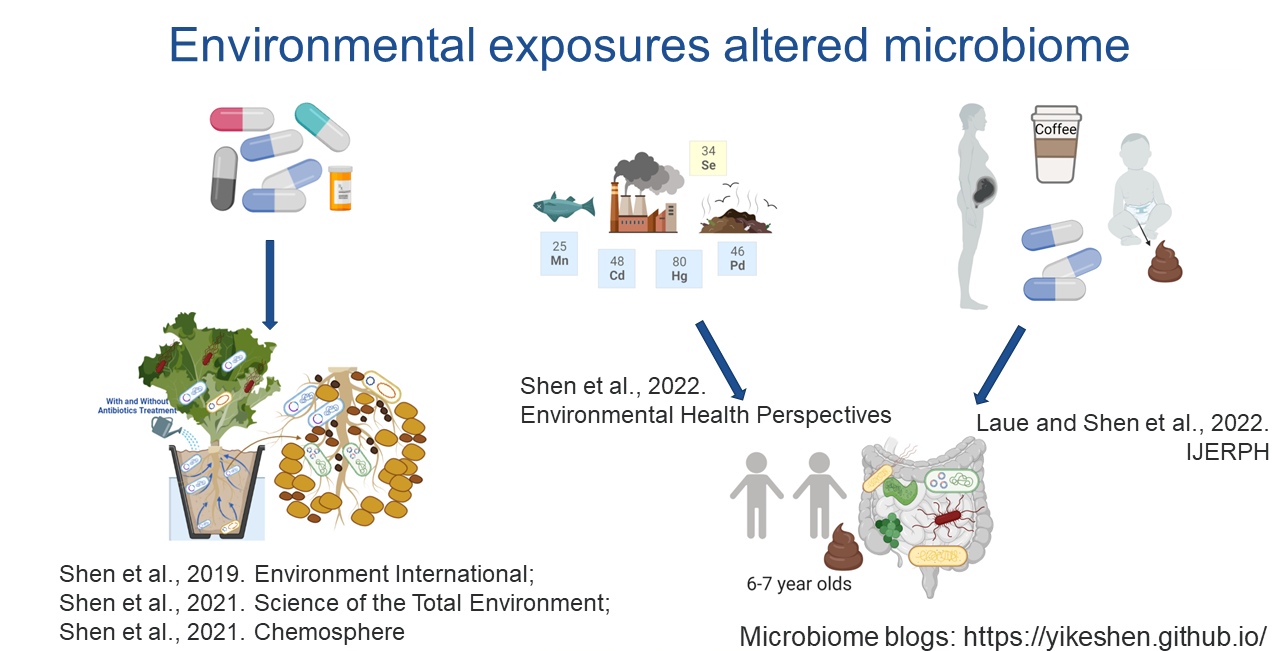 Environmental exposures altered microbiome
Coffee
34
Se
25
Mn
48
Cd
80
Hg
46
Pd
With and Without
Antibiotics Treatment
Shen et al., 2022.
Environmental Health Perspectives
Laue and Shen et al., 2022.
IJERPH
6-7 year olds
Shen et al., 2019. Environment International;
Shen et al., 2021. Science of the Total Environment;
Shen et al., 2021. Chemosphere
Microbiome blogs: https://yikeshen.github.io/